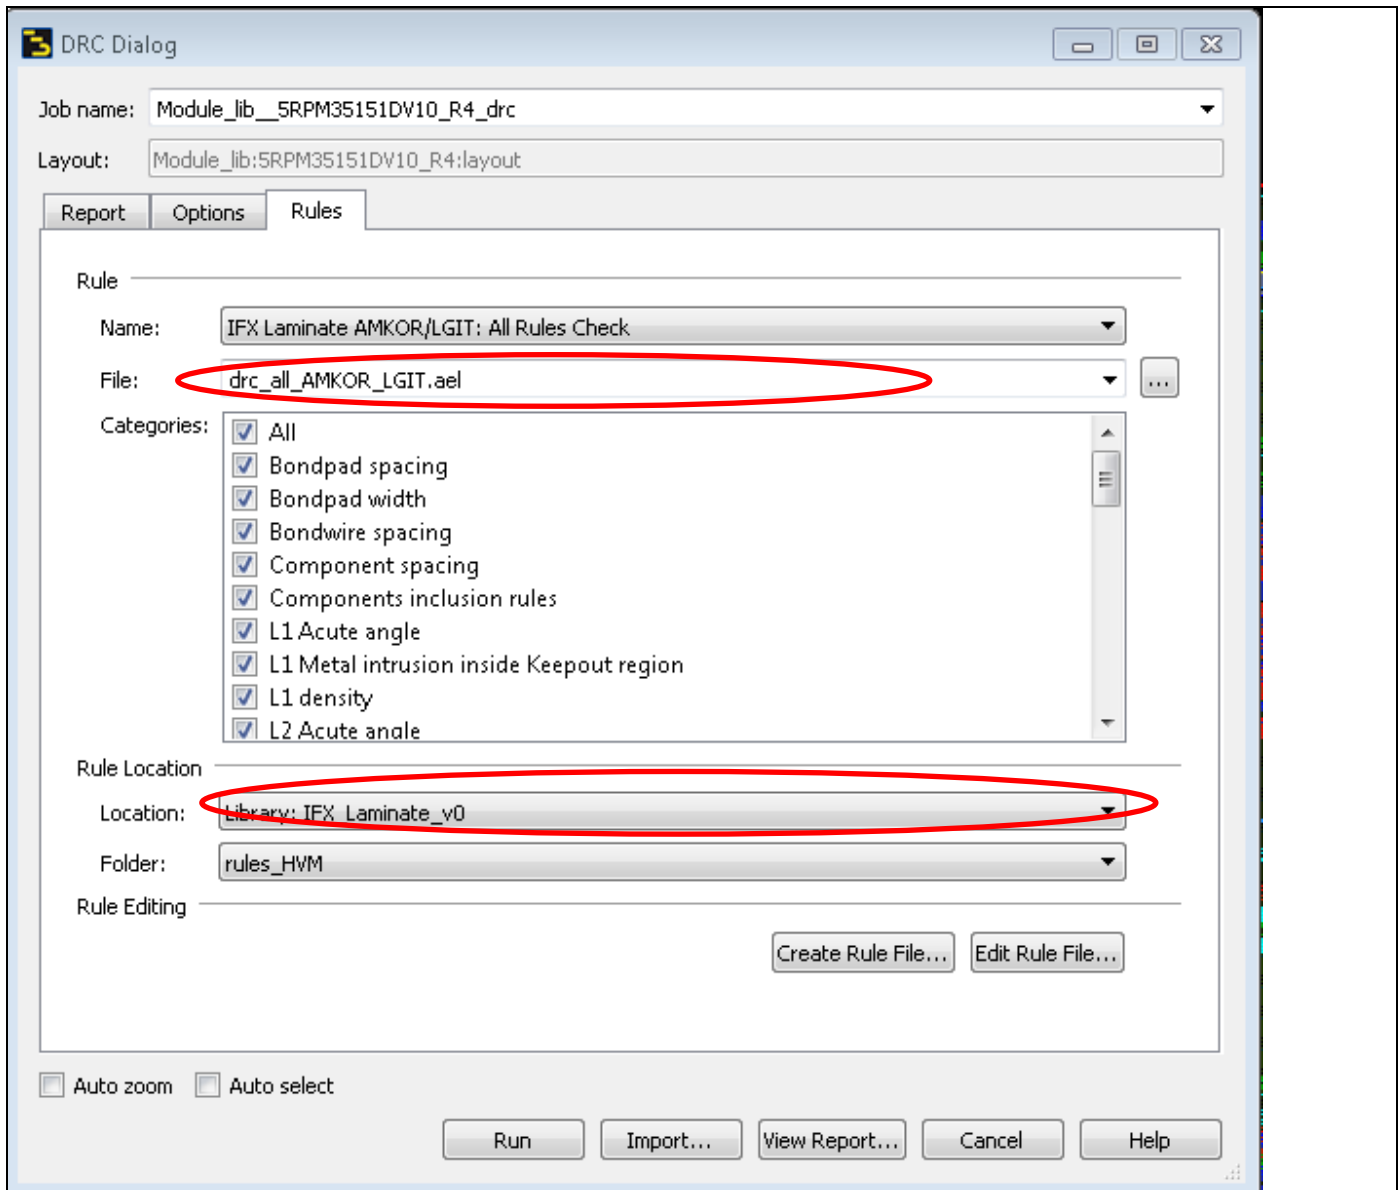 DRC Dialog
Job name: Module_lib__5RPM35151DV10_R4_drc
Layout: Module_lib:5RPM35151DV10_R4:layout
Report Options Rules
Rule
Name: IFX Laminate AMKOR/LGIT: All Rules Check
File: drc_all_AMKOR_LGIT.ael ...
Categories: All
Bondpad spacing
Bondpad width
Bondwire spacing
Component spacing
Components inclusion rules
L1 Acute angle
L1 Metal intrusion inside Keepout region
L1 density
L2 Acute angle
Rule Location
Location: Library: IFX_Laminate_v0
Folder: rules_HVM
Rule Editing
Create Rule File... Edit Rule File...
Auto zoom Auto select
Run Import... View Report... Cancel Help